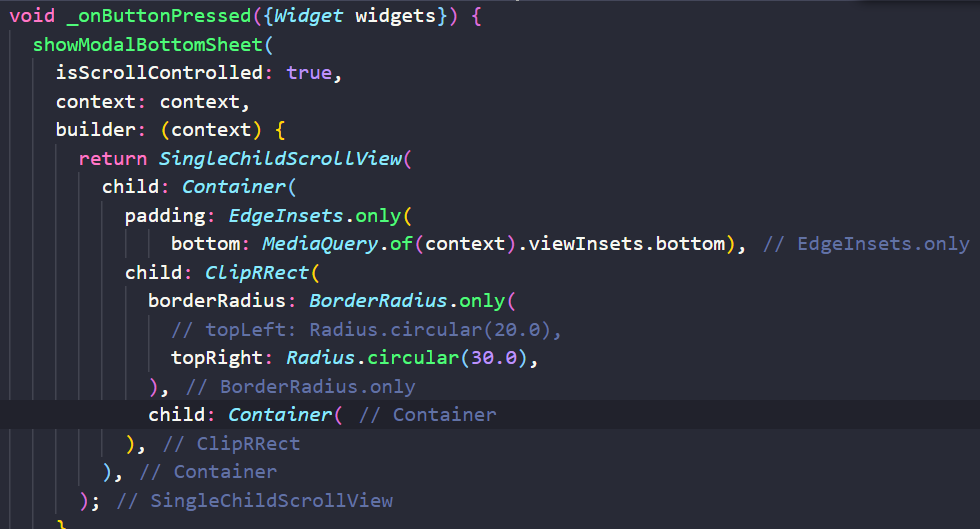 void _onButtonPressed({Widget widgets}) {
showModalBottomSheet(
isScrollControlled: true,
context: context,
builder: (context) {
return SingleChildScrollView(
child: Container(
padding: EdgeInsets.only(
bottom: MediaQuery.of(context).viewInsets.bottom), // EdgeInsets.only
child: ClipRRect(
borderRadius: BorderRadius.only(
// topLeft: Radius.circular(20.0),
topRight: Radius.circular(30.0),
), // BorderRadius.only
child: Container( // Container
), // ClipRRect
), // Container
); // SingleChildScrollView
}